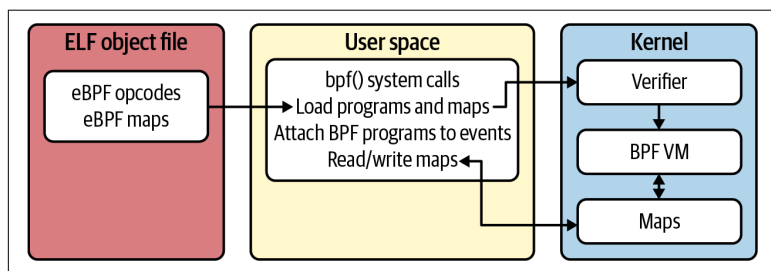 ELF object file
eBPF opcodes
eBPF maps
User space
bpf() system calls
Load programs and maps
Attach BPF programs to events
Read/write maps
Kernel
Verifier
BPF VM
Maps